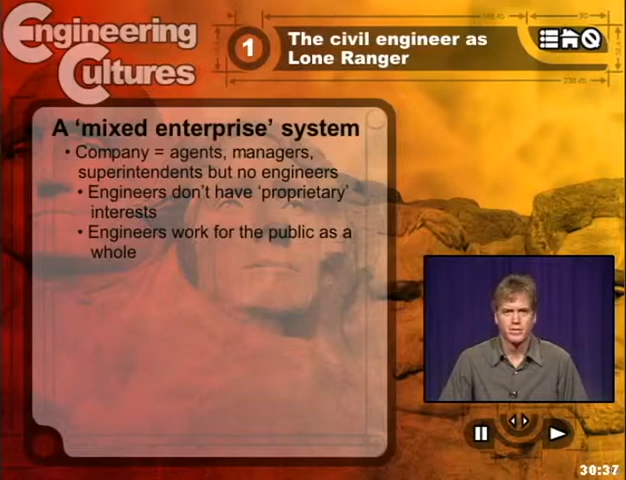 Engineering
Cultures
1
The civil engineer as
Lone Ranger
A ‘mixed enterprise’ system
• Company = agents, managers,
superintendents but no engineers
• Engineers don’t have ‘proprietary’
interests
• Engineers work for the public as a
whole
30:37